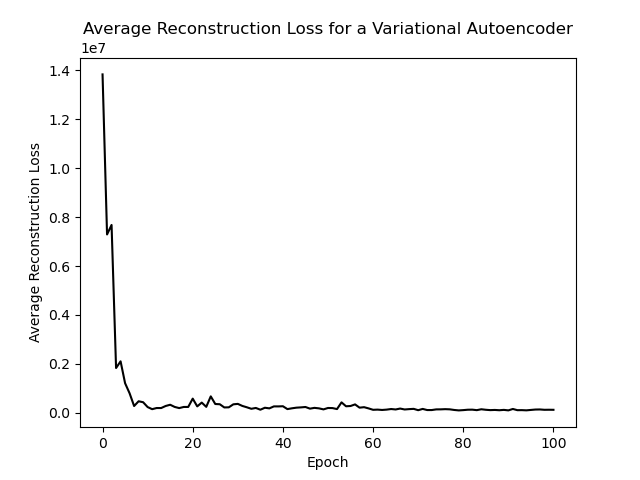 Average Reconstruction Loss for a Variational Autoencoder
1e7
1.4
1.2
1.0
0.8
0.6
0.4
0.2
0.0
Average Reconstruction Loss
0 20 40 60 80 100
Epoch